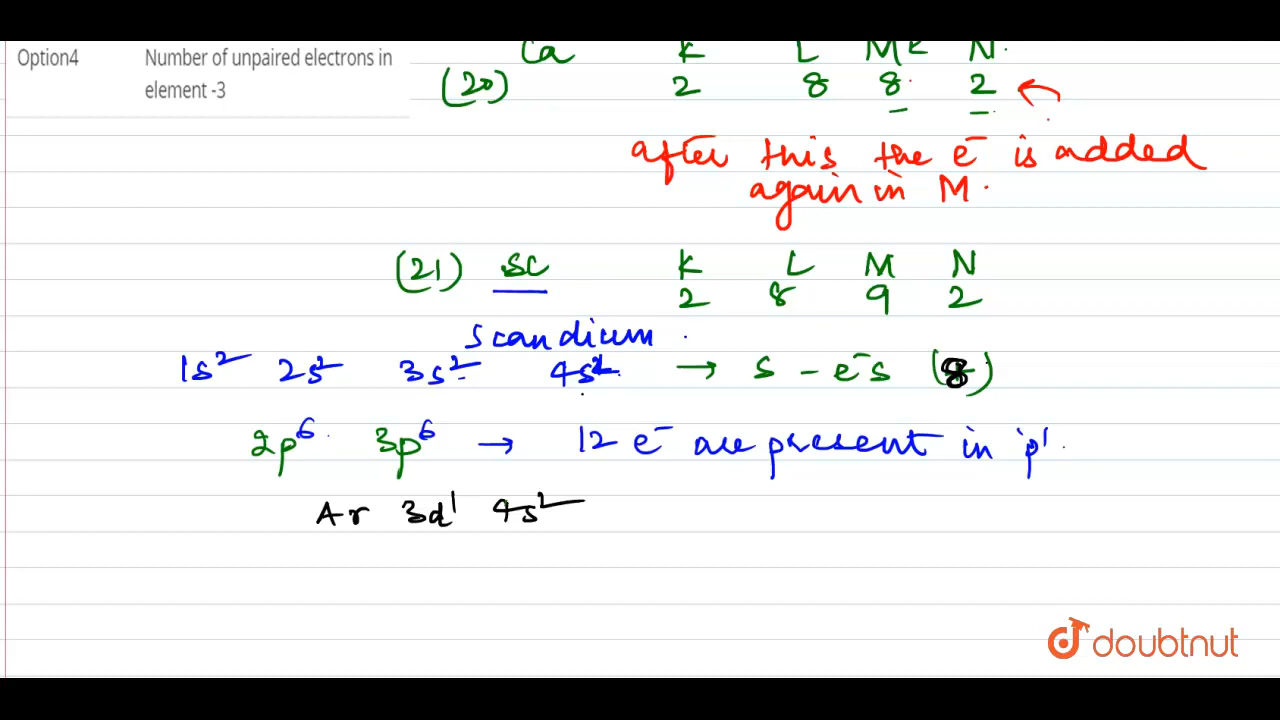 Option4 Number of unpaired electrons in
element -3
Ca K L M N
(20) 2 8 8 2
after this the e⁻ is added
again in M.
(21) Sc K L M N
2 8 9 2
Scandium.
1s² 2s² 3s² 4s² → s - e⁻s (8)
2p⁶ 3p⁶ → 12 e⁻ are present in 'p'.
Ar 3d¹ 4s²
doubtnut